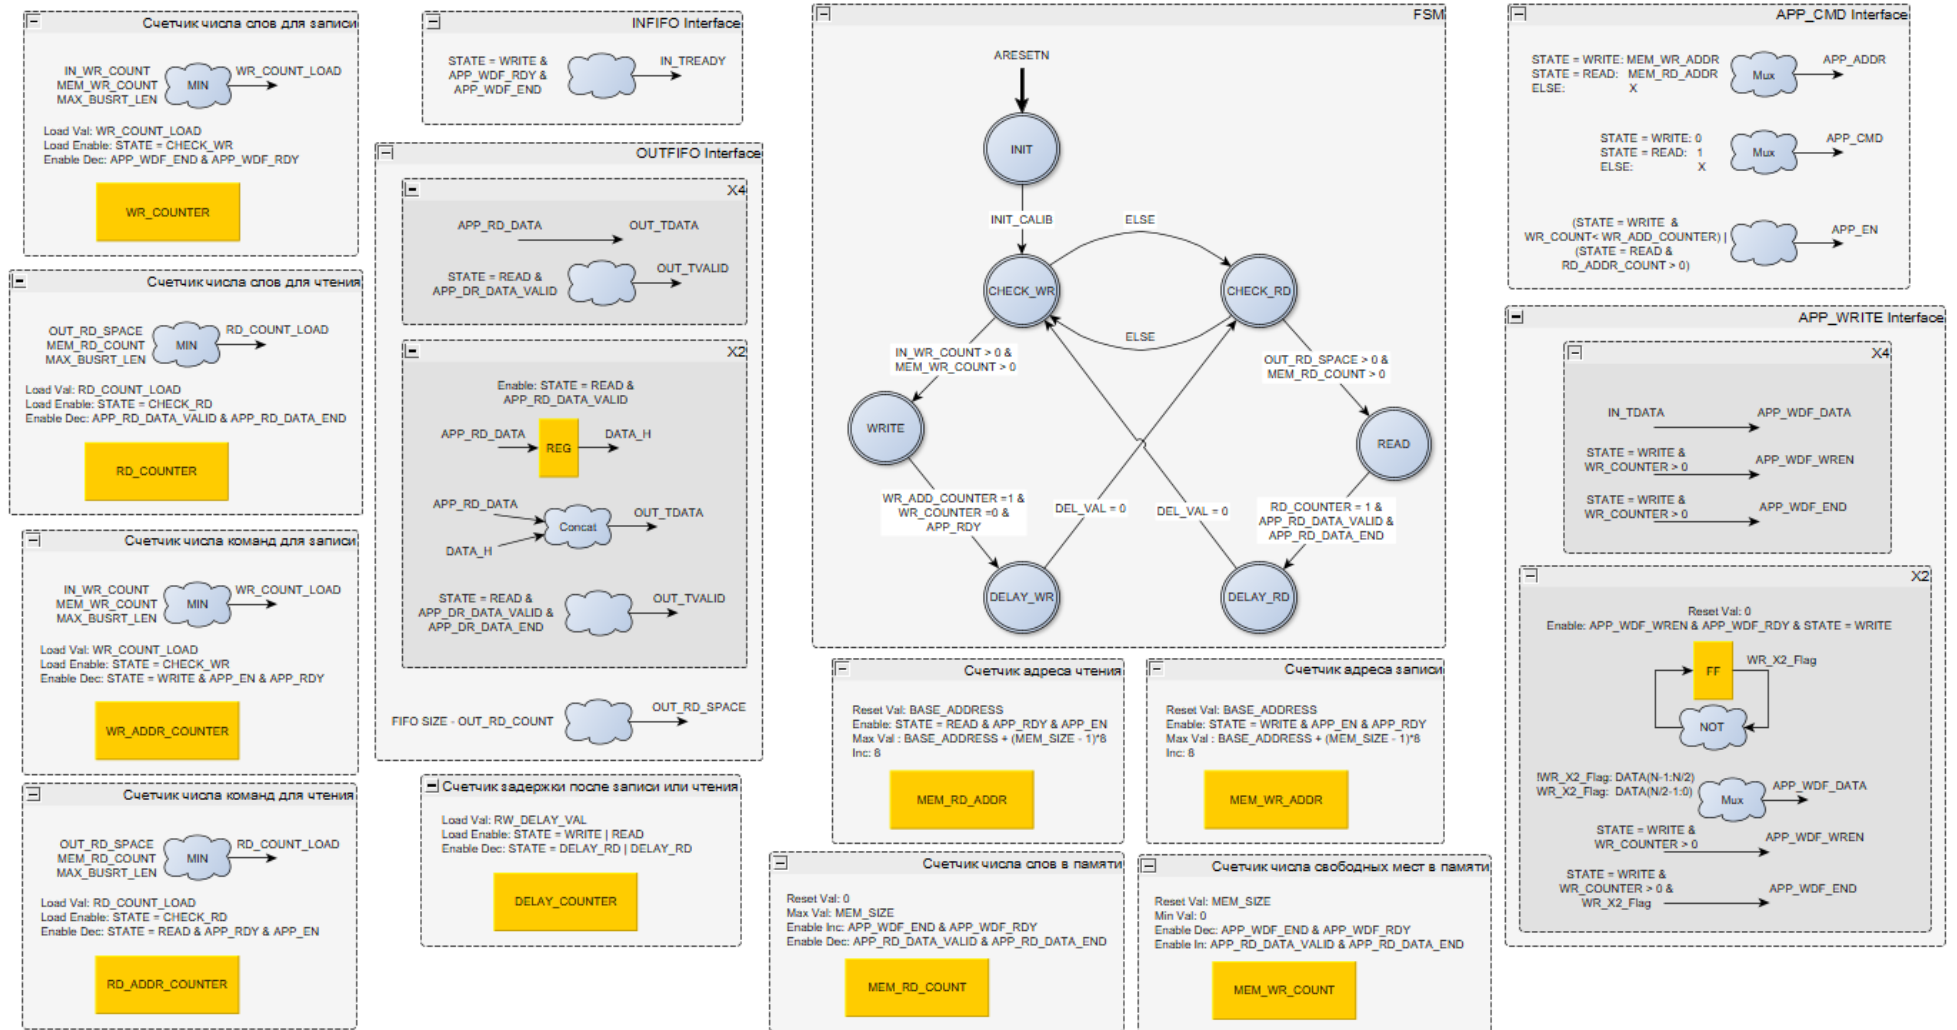 Счетчик числа слов для записи
IN_WR_COUNT
MEM_WR_COUNT
MAX_BUSRT_LEN
MIN
WR_COUNT_LOAD
Load Val: WR_COUNT_LOAD
Load Enable: STATE = CHECK_WR
Enable Dec: APP_WDF_END & APP_WDF_RDY
WR_COUNTER
Счетчик числа слов для чтения
OUT_RD_SPACE
MEM_RD_COUNT
MAX_BUSRT_LEN
MIN
RD_COUNT_LOAD
Load Val: RD_COUNT_LOAD
Load Enable: STATE = CHECK_RD
Enable Dec: APP_RD_DATA_VALID & APP_RD_DATA_END
RD_COUNTER
Счетчик числа команд для записи
IN_WR_COUNT
MEM_WR_COUNT
MAX_BUSRT_LEN
MIN
WR_COUNT_LOAD
Load Val: WR_COUNT_LOAD
Load Enable: STATE = CHECK_WR
Enable Dec: STATE = WRITE & APP_EN & APP_RDY
WR_ADDR_COUNTER
Счетчик числа команд для чтения
OUT_RD_SPACE
MEM_RD_COUNT
MAX_BUSRT_LEN
MIN
RD_COUNT_LOAD
Load Val: RD_COUNT_LOAD
Load Enable: STATE = CHECK_RD
Enable Dec: STATE = READ & APP_RDY & APP_EN
RD_ADDR_COUNTER
INFIFO Interface
STATE = WRITE &
APP_WDF_RDY &
APP_WDF_END
IN_TREADY
OUTFIFO Interface
X4
APP_RD_DATA
OUT_TDATA
STATE = READ &
APP_DR_DATA_VALID
OUT_TVALID
X2
Enable: STATE = READ &
APP_RD_DATA_VALID
APP_RD_DATA
REG
DATA_H
APP_RD_DATA
DATA_H
Concat
OUT_TDATA
STATE = READ &
APP_DR_DATA_VALID &
APP_DR_DATA_END
OUT_TVALID
FIFO SIZE - OUT_RD_COUNT
OUT_RD_SPACE
Счетчик задержки после записи или чтения
Load Val: RW_DELAY_VAL
Load Enable: STATE = WRITE | READ
Enable Dec: STATE = DELAY_RD | DELAY_RD
DELAY_COUNTER
FSM
ARESETN
INIT
INIT_CALIB
ELSE
CHECK_WR
CHECK_RD
ELSE
IN_WR_COUNT > 0 &
MEM_WR_COUNT > 0
OUT_RD_SPACE > 0 &
MEM_RD_COUNT > 0
WRITE
READ
WR_ADD_COUNTER =1 &
WR_COUNTER =0 &
APP_RDY
DEL_VAL = 0
DEL_VAL = 0
RD_COUNTER = 1 &
APP_RD_DATA_VALID &
APP_RD_DATA_END
DELAY_WR
DELAY_RD
Счетчик адреса чтения
Reset Val: BASE_ADDRESS
Enable: STATE = READ & APP_RDY & APP_EN
Max Val : BASE_ADDRESS + (MEM_SIZE - 1)*8
Inc: 8
MEM_RD_ADDR
Счетчик адреса записи
Reset Val: BASE_ADDRESS
Enable: STATE = WRITE & APP_EN & APP_RDY
Max Val : BASE_ADDRESS + (MEM_SIZE - 1)*8
Inc: 8
MEM_WR_ADDR
Счетчик числа слов в памяти
Reset Val: 0
Max Val: MEM_SIZE
Enable Inc: APP_WDF_END & APP_WDF_RDY
Enable Dec: APP_RD_DATA_VALID & APP_RD_DATA_END
MEM_RD_COUNT
Счетчик числа свободных мест в памяти
Reset Val: MEM_SIZE
Min Val: 0
Enable Dec: APP_WDF_END & APP_WDF_RDY
Enable In: APP_RD_DATA_VALID & APP_RD_DATA_END
MEM_WR_COUNT
APP_CMD Interface
STATE = WRITE: MEM_WR_ADDR
STATE = READ: MEM_RD_ADDR
ELSE: X
Mux
APP_ADDR
STATE = WRITE: 0
STATE = READ: 1
ELSE: X
Mux
APP_CMD
(STATE = WRITE &
WR_COUNT< WR_ADD_COUNTER) |
(STATE = READ &
RD_ADDR_COUNT > 0)
APP_EN
APP_WRITE Interface
X4
IN_TDATA
APP_WDF_DATA
STATE = WRITE &
WR_COUNTER > 0
APP_WDF_WREN
STATE = WRITE &
WR_COUNTER > 0
APP_WDF_END
X2
Reset Val: 0
Enable: APP_WDF_WREN & APP_WDF_RDY & STATE = WRITE
FF
WR_X2_Flag
NOT
!WR_X2_Flag: DATA(N-1:N/2)
WR_X2_Flag: DATA(N/2-1:0)
Mux
APP_WDF_DATA
STATE = WRITE &
WR_COUNTER > 0
APP_WDF_WREN
STATE = WRITE &
WR_COUNTER > 0 &
WR_X2_Flag
APP_WDF_END